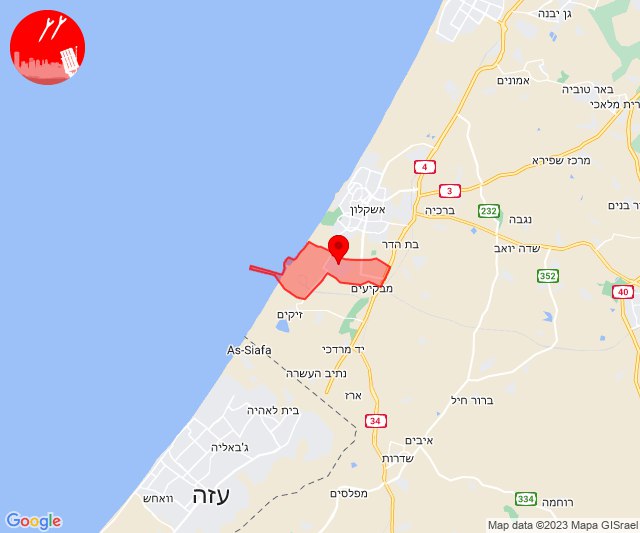 גן יבנה
אמונים
באר טוביה
רית מלאכי
מרכז שפירא
4
3
אשקלון
ברכיה
232
נגבה
ור בנים
בת הדר
שדה יואב
352
מבקיעים
40
זיקים
As-Siafa
יד מרדכי
נתיב העשרה
ארז
ברור חיל
בית לאהיה
34
ג'באליה
איבים
שדרות
עזה
וואחש
מפלסים
334
רוחמה
Google
Map data ©2023 Mapa GISrael